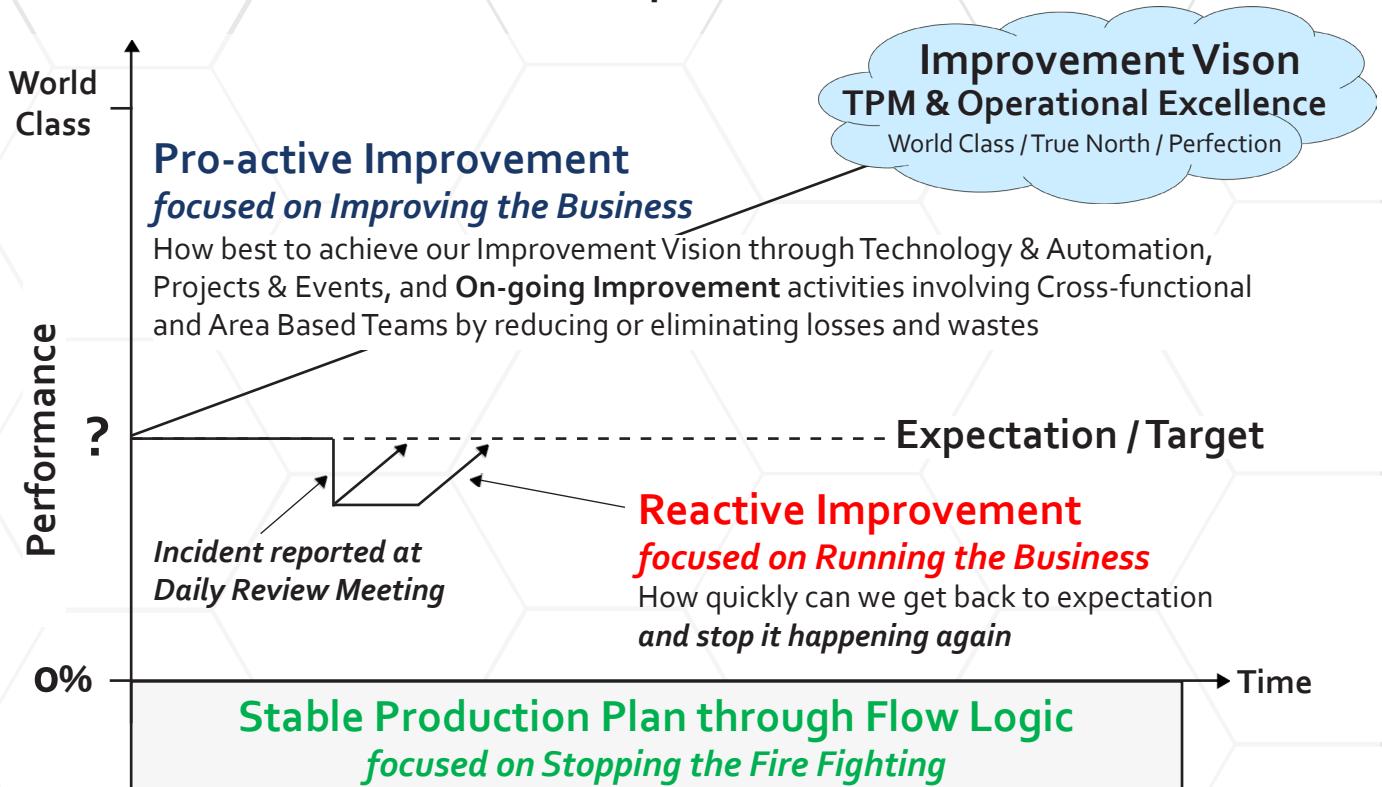 World
Class
Improvement Vison
TPM & Operational Excellence
World Class / True North / Perfection
Pro-active Improvement
focused on Improving the Business
How best to achieve our Improvement Vision through Technology & Automation,
Projects & Events, and On-going Improvement activities involving Cross-functional
and Area Based Teams by reducing or eliminating losses and wastes
Performance
?
Expectation / Target
Incident reported at
Daily Review Meeting
Reactive Improvement
focused on Running the Business
How quickly can we get back to expectation
and stop it happening again
0%
Time
Stable Production Plan through Flow Logic
focused on Stopping the Fire Fighting